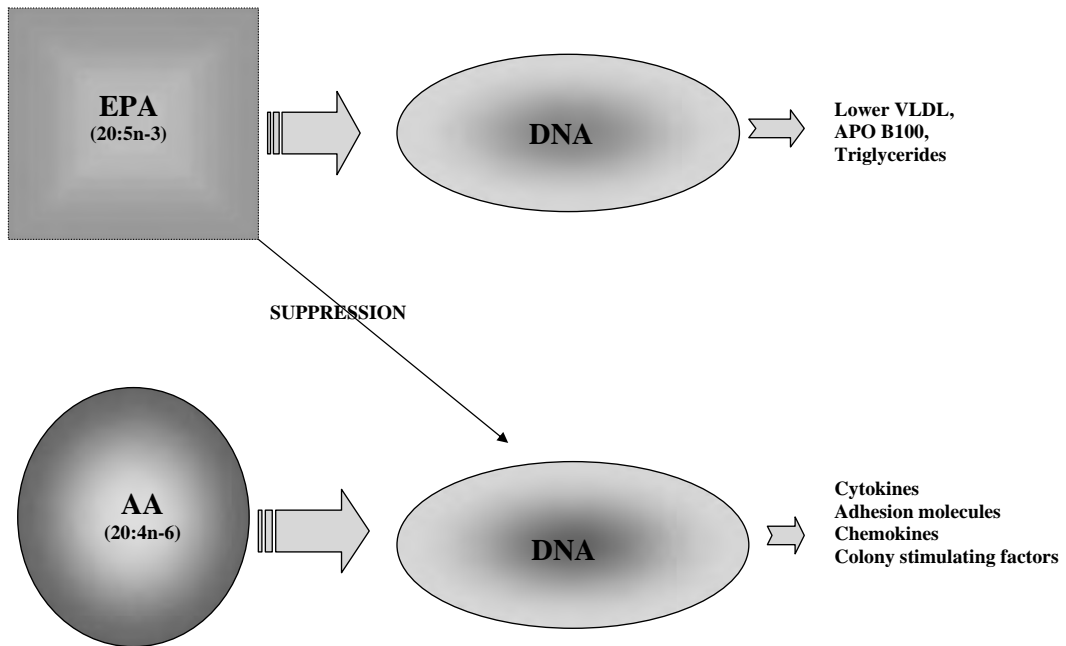 EPA
(20:5n-3)
DNA
Lower VLDL,
APO B100,
Triglycerides
SUPPRESSION
AA
(20:4n-6)
DNA
Cytokines
Adhesion molecules
Chemokines
Colony stimulating factors